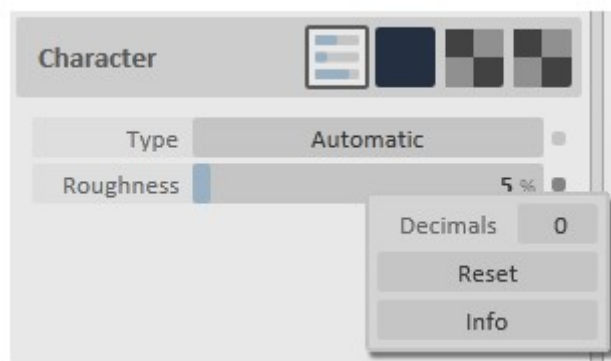 Character
Type Automatic
Roughness 5 %
Decimals 0
Reset
Info